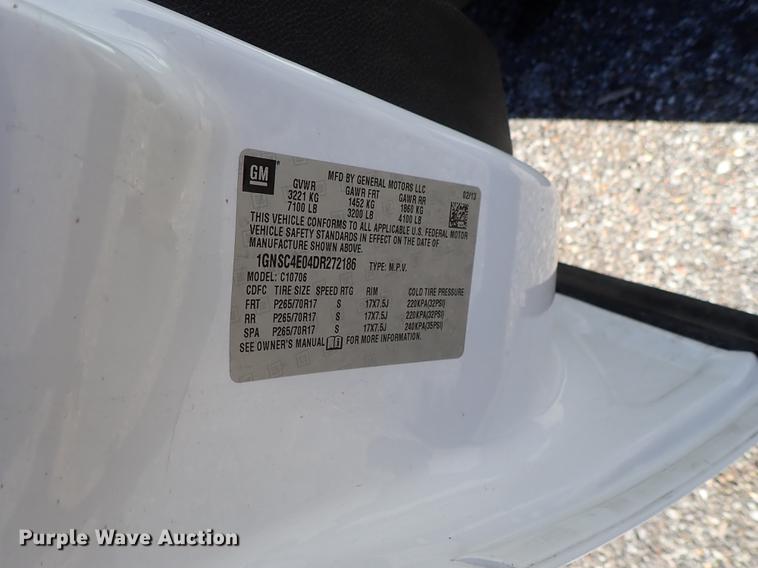 GM
MFD BY GENERAL MOTORS LLC
02/13
GVWR GAWR FRT GAWR RR
3221 KG 1452 KG 1860 KG
7100 LB 3200 LB 4100 LB
THIS VEHICLE CONFORMS TO ALL APPLICABLE U.S. FEDERAL MOTOR
VEHICLE SAFETY STANDARDS IN EFFECT ON THE DATE OF
MANUFACTURE SHOWN ABOVE.
1GNSC4E04DR272186 TYPE: M.P.V.
MODEL: C10706
CDFC TIRE SIZE SPEED RTG RIM COLD TIRE PRESSURE
FRT P265/70R17 S 17X7.5J 220KPA(32PSI)
RR P265/70R17 S 17X7.5J 220KPA(32PSI)
SPA P265/70R17 S 17X7.5J 240KPA(35PSI)
SEE OWNER'S MANUAL FOR MORE INFORMATION.
Purple Wave Auction